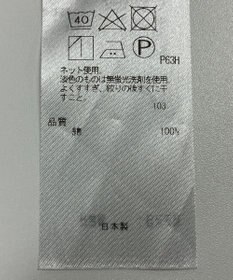 40
P
P63H
ネット使用
淡色のものは無蛍光洗剤を使用
よくすすぎ、絞りの後すぐに干
すこと。
103
品質
綿 100%
日本製